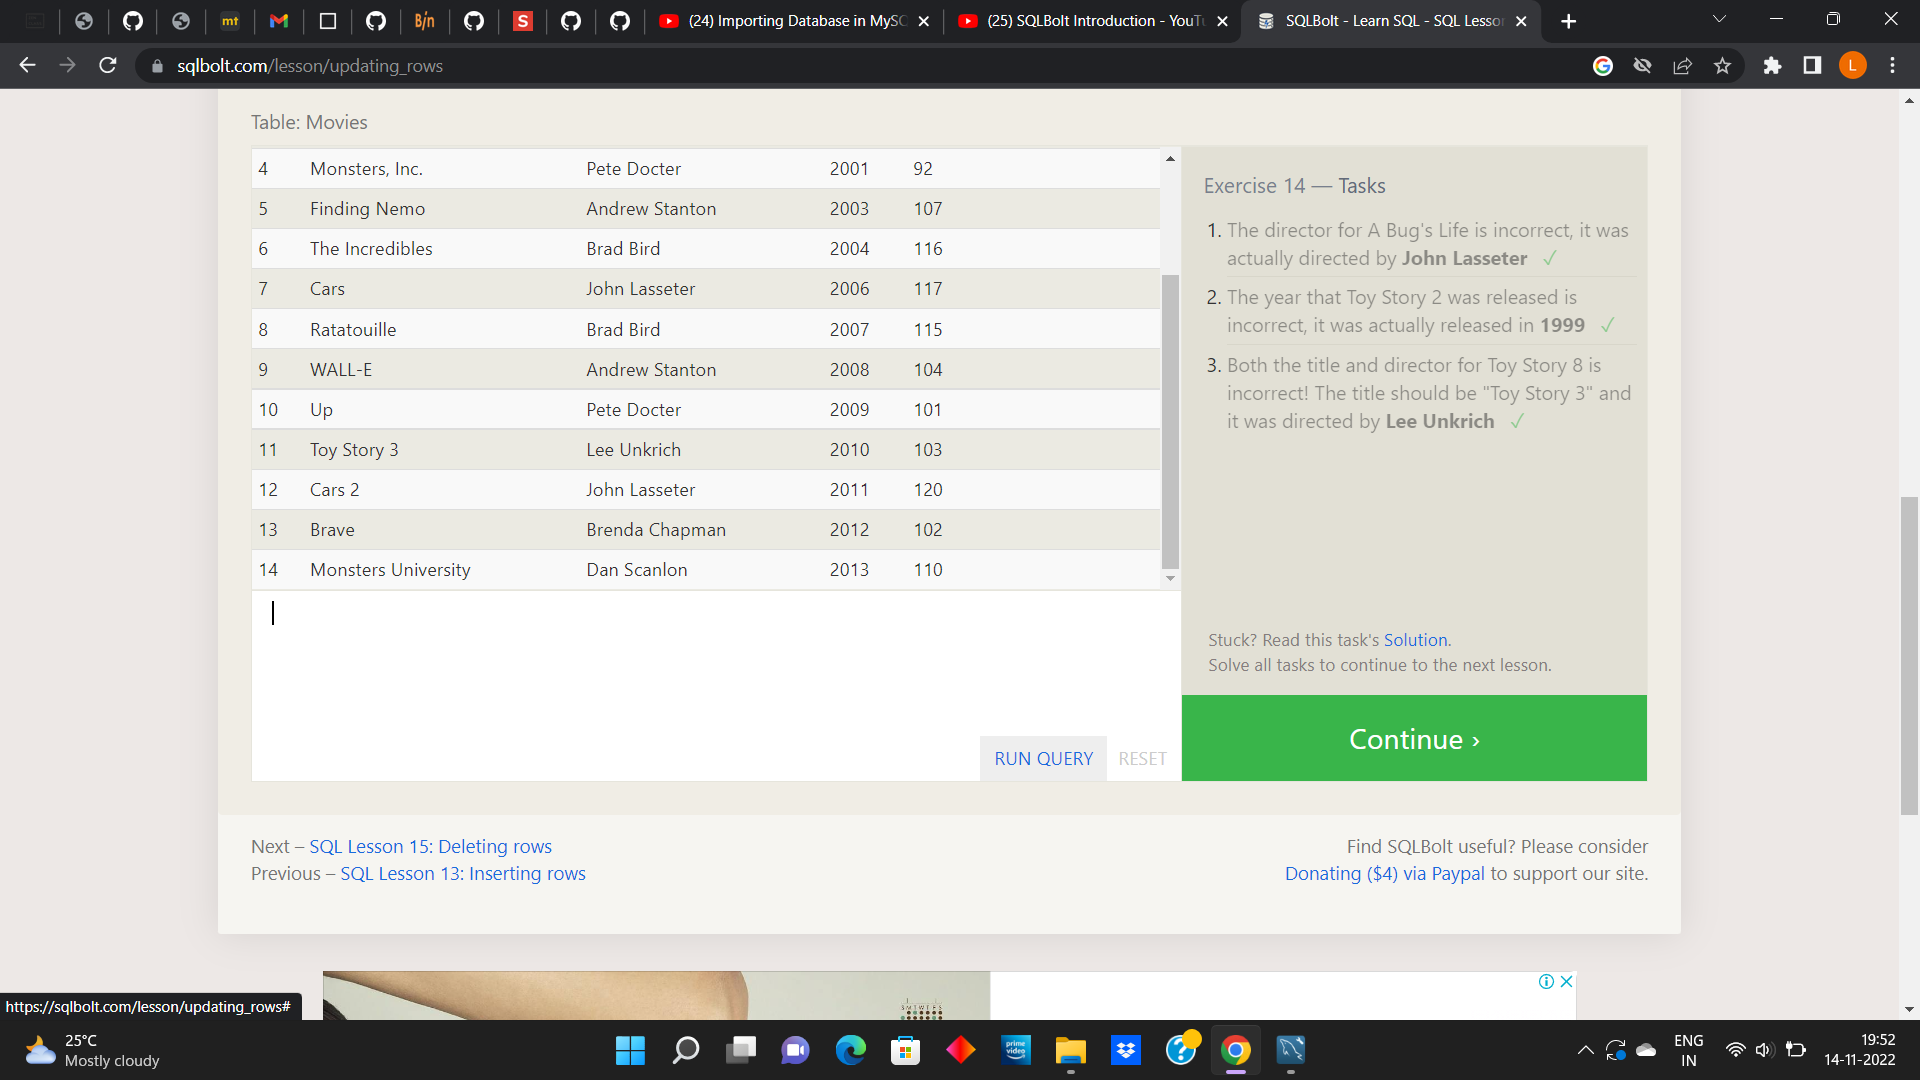 mt
B/n
S
(24) Importing Database in MySQ
(25) SQLBolt Introduction - YouTu
SQLBolt - Learn SQL - SQL Lesson
sqlbolt.com/lesson/updating_rows
L
Table: Movies
4 Monsters, Inc. Pete Docter 2001 92
5 Finding Nemo Andrew Stanton 2003 107
6 The Incredibles Brad Bird 2004 116
7 Cars John Lasseter 2006 117
8 Ratatouille Brad Bird 2007 115
9 WALL-E Andrew Stanton 2008 104
10 Up Pete Docter 2009 101
11 Toy Story 3 Lee Unkrich 2010 103
12 Cars 2 John Lasseter 2011 120
13 Brave Brenda Chapman 2012 102
14 Monsters University Dan Scanlon 2013 110
RUN QUERY RESET
Exercise 14 — Tasks
1. The director for A Bug's Life is incorrect, it was
actually directed by John Lasseter ✓
2. The year that Toy Story 2 was released is
incorrect, it was actually released in 1999 ✓
3. Both the title and director for Toy Story 8 is
incorrect! The title should be "Toy Story 3" and
it was directed by Lee Unkrich ✓
Stuck? Read this task's Solution.
Solve all tasks to continue to the next lesson.
Continue ›
Next – SQL Lesson 15: Deleting rows
Previous – SQL Lesson 13: Inserting rows
Find SQLBolt useful? Please consider
Donating ($4) via Paypal to support our site.
https://sqlbolt.com/lesson/updating_rows#
25°C
Mostly cloudy
prime
video
ENG
IN
19:52
14-11-2022